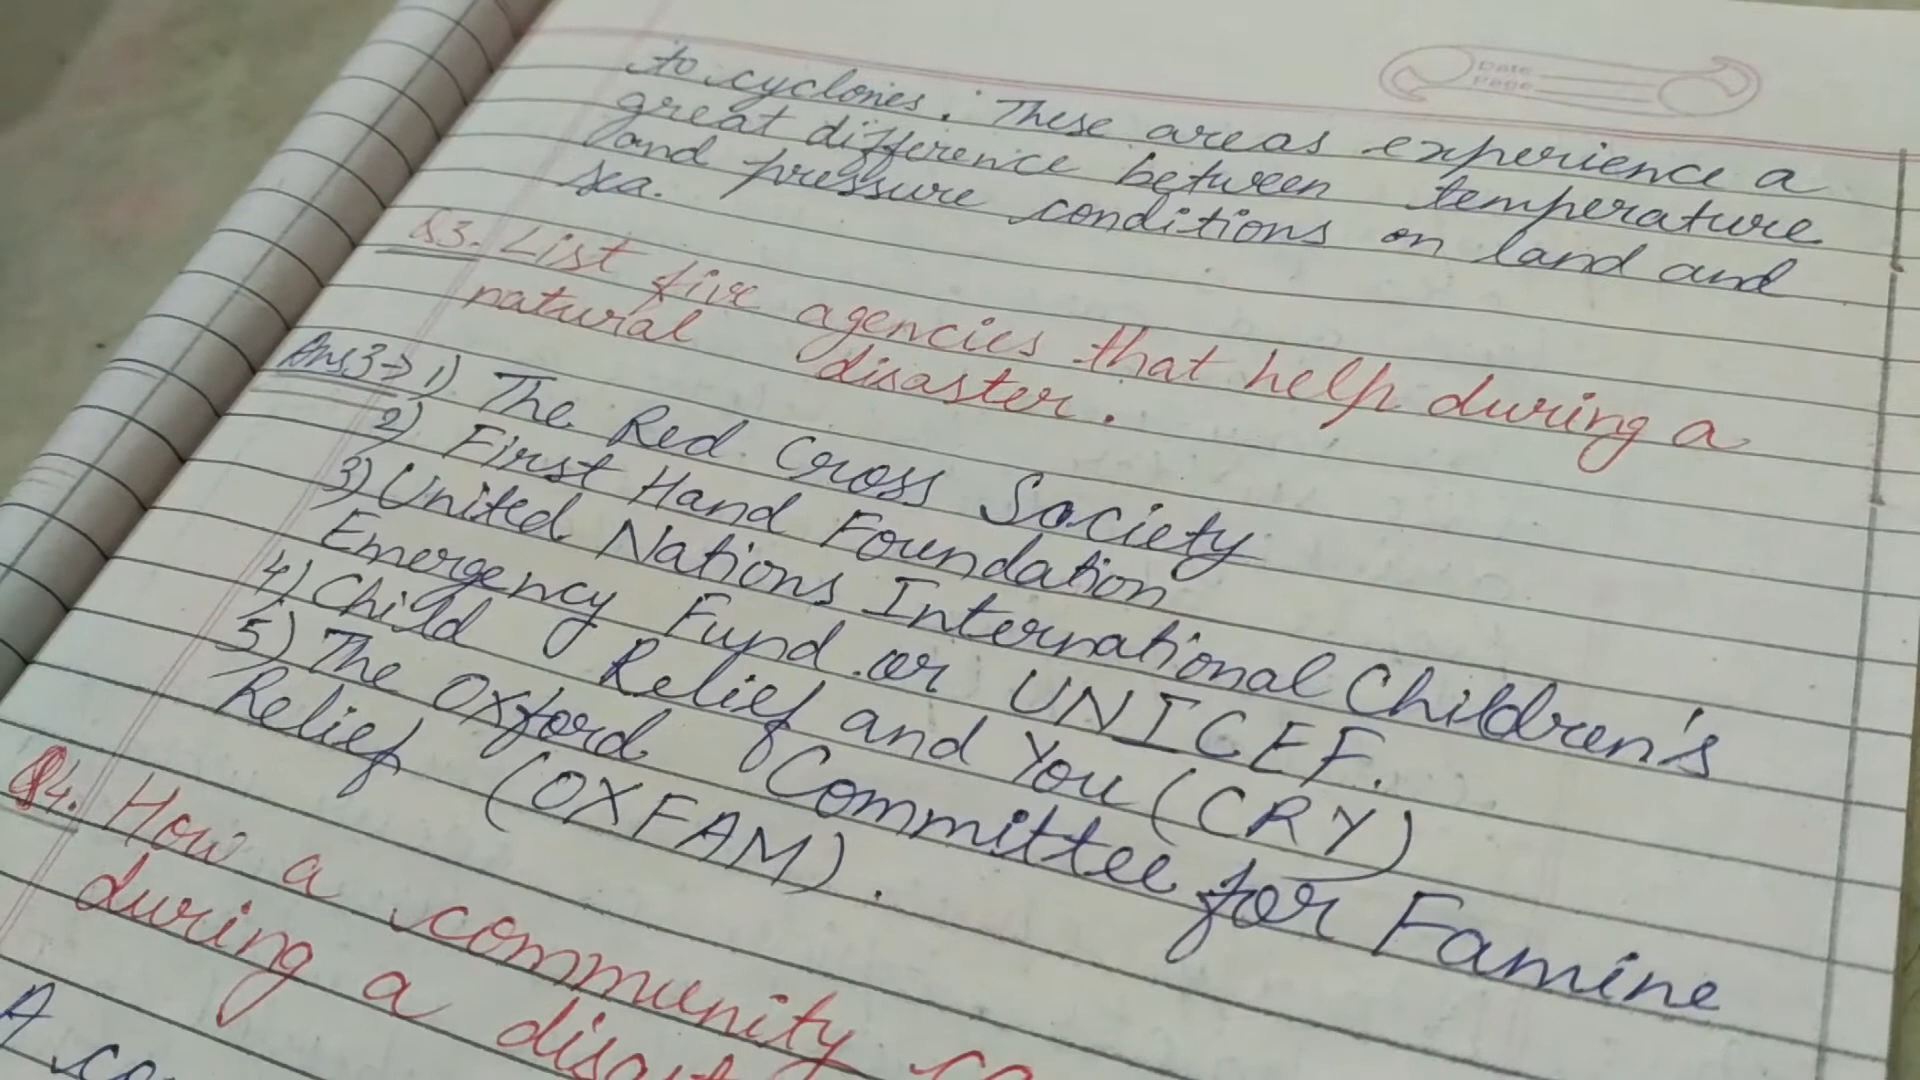 Date
Page
to cyclones. These areas experience a
great difference between temperature
and pressure conditions on land and
sea.
Q3. List five agencies that help during a
natural disaster.
Ans3→ 1) The Red Cross Society
2) First Hand Foundation
3) United Nations International Children's
Emergency Fund or UNICEF.
4) Child Relief and You (CRY)
5) The Oxford Committee for Famine
Relief (OXFAM).
Q4. How a community
during a
A